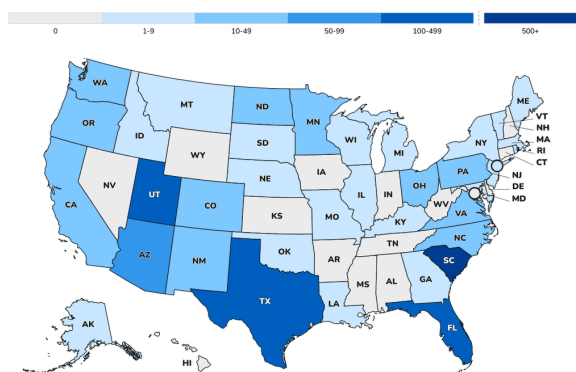 0 1-9 10-49 50-99 100-499 500+
WA
ME
MT
ND
VT
OR
MN
NH
ID
WI
NY
MA
SD
MI
RI
WY
CT
IA
PA
NE
NJ
NV
OH
DE
IL
IN
UT
MD
CO
WV
CA
VA
KS
MO
KY
NC
TN
OK
AZ
NM
AR
SC
MS
AL
GA
TX
LA
AK
FL
HI